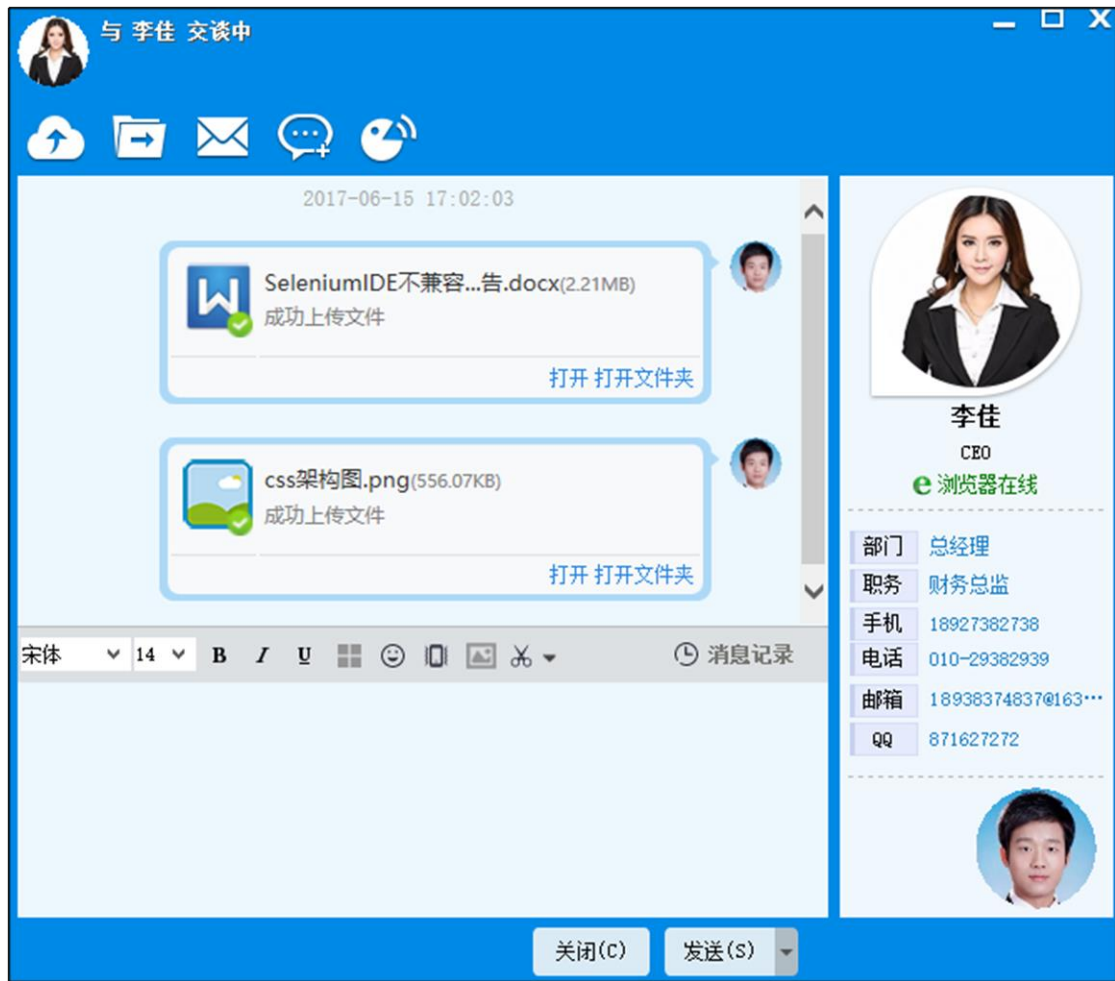 与 李佳 交谈中
2017-06-15 17:02:03
SeleniumIDE不兼容...告.docx(2.21MB)
成功上传文件
打开 打开文件夹
css架构图.png(556.07KB)
成功上传文件
打开 打开文件夹
宋体 14 B I U 消息记录
关闭(C) 发送(S)
李佳
CEO
浏览器在线
部门 总经理
职务 财务总监
手机 18927382738
电话 010-29382939
邮箱 18938374837@163...
QQ 871627272